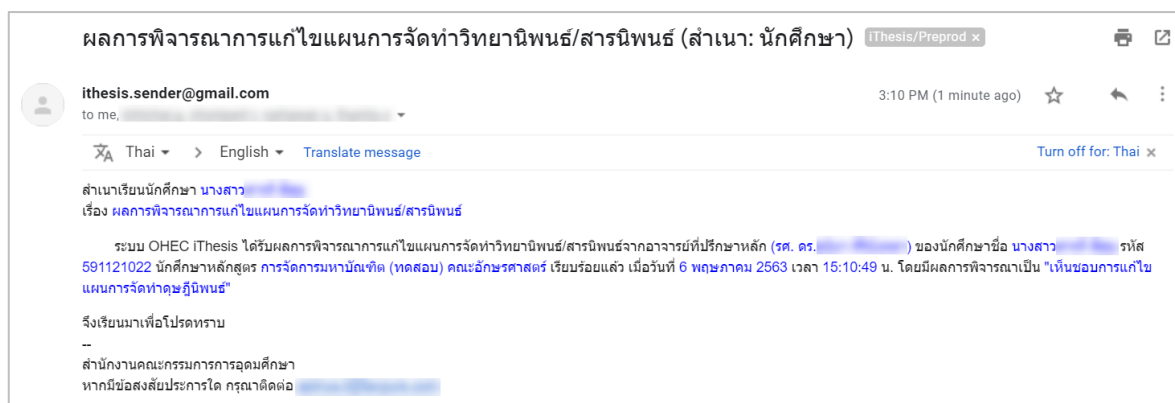 ผลการพิจารณาการแก้ไขแผนการจัดทำวิทยานิพนธ์/สารนิพนธ์ (สำเนา: นักศึกษา) iThesis/Preprod ×
ithesis.sender@gmail.com 3:10 PM (1 minute ago)
to me,
Thai > English Translate message Turn off for: Thai ×
สำเนาเรียนนักศึกษา นางสาว
เรื่อง ผลการพิจารณาการแก้ไขแผนการจัดทำวิทยานิพนธ์/สารนิพนธ์
ระบบ OHEC iThesis ได้รับผลการพิจารณาการแก้ไขแผนการจัดทำวิทยานิพนธ์/สารนิพนธ์จากอาจารย์ที่ปรึกษาหลัก (รศ. ดร. ) ของนักศึกษาชื่อ นางสาว รหัส
591121022 นักศึกษาหลักสูตร การจัดการมหาบัณฑิต (ทดสอบ) คณะอักษรศาสตร์ เรียบร้อยแล้ว เมื่อวันที่ 6 พฤษภาคม 2563 เวลา 15:10:49 น. โดยมีผลการพิจารณาเป็น "เห็นชอบการแก้ไข
แผนการจัดทำดุษฎีนิพนธ์"
จึงเรียนมาเพื่อโปรดทราบ
--
สำนักงานคณะกรรมการการอุดมศึกษา
หากมีข้อสงสัยประการใด กรุณาติดต่อ